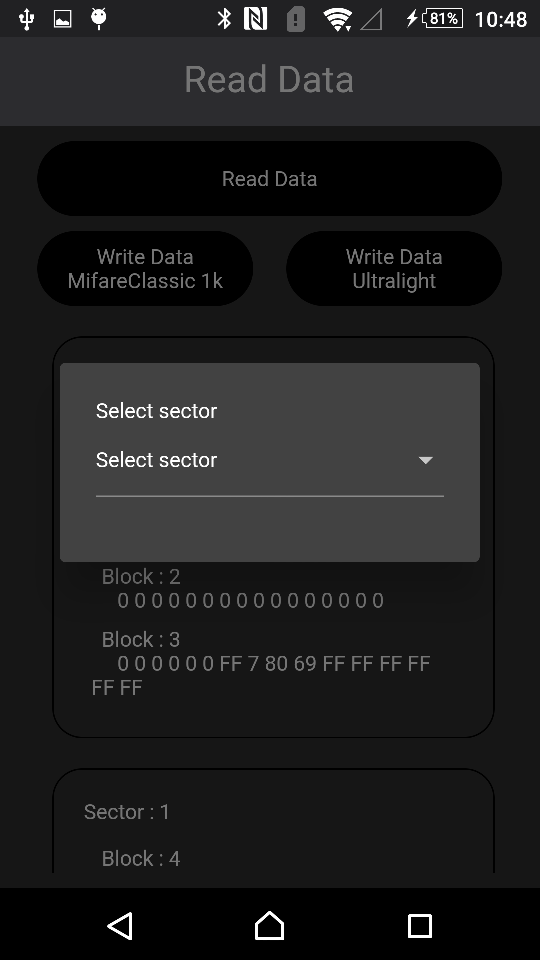 81% 10:48
Read Data
Read Data
Write Data
MifareClassic 1k
Write Data
Ultralight
Select sector
Select sector
Block : 2
0 0 0 0 0 0 0 0 0 0 0 0 0 0 0 0
Block : 3
0 0 0 0 0 0 FF 7 80 69 FF FF FF FF
FF FF
Sector : 1
Block : 4